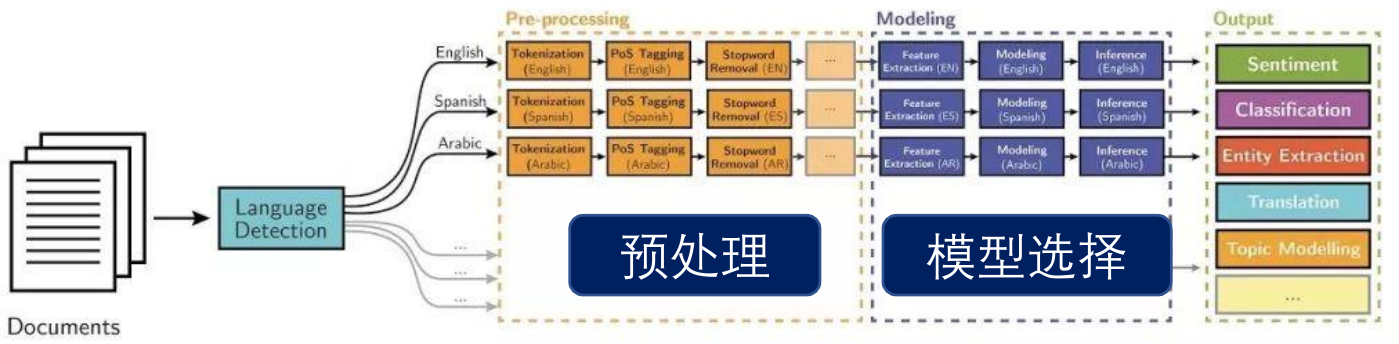 Pre-processing
Modeling
Output
English
Tokenization
(English)
PoS Tagging
(English)
Stopword
Removal (EN)
...
Feature
Extraction (EN)
Modeling
(English)
Inference
(English)
Sentiment
Spanish
Tokenization
(Spanish)
PoS Tagging
(Spanish)
Stopword
Removal (ES)
...
Feature
Extraction (ES)
Modeling
(Spanish)
Inference
(Spanish)
Classification
Arabic
Tokenization
(Arabic)
PoS Tagging
(Arabic)
Stopword
Removal (AR)
...
Feature
Extraction (AR)
Modeling
(Arabic)
Inference
(Arabic)
Entity Extraction
Language
Detection
Translation
...
...
...
预处理
模型选择
Topic Modelling
...
Documents